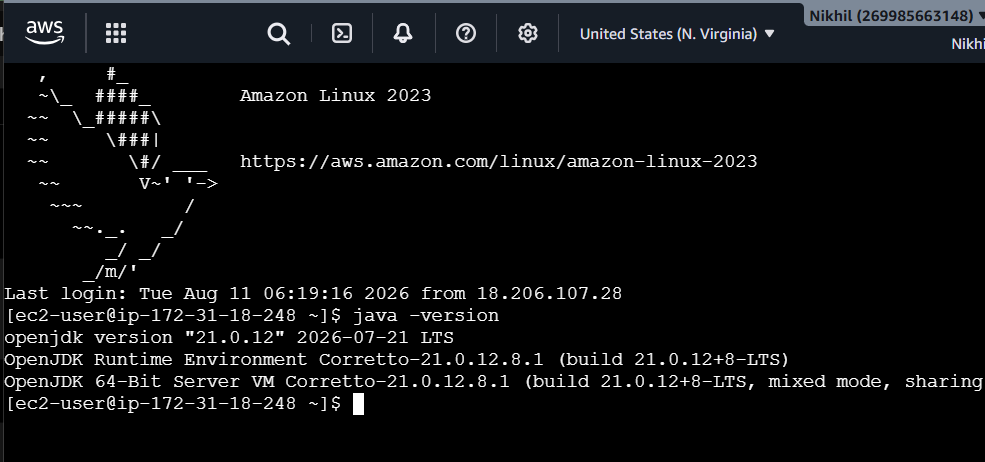 aws
United States (N. Virginia) ▼
Nikhil (269985663148) ▼
Nikhi
   ,     #_
   ~\_  ####_        Amazon Linux 2023
  ~~  \_#####\
  ~~     \###|
  ~~       \#/ ___   https://aws.amazon.com/linux/amazon-linux-2023
   ~~       V~' '->
    ~~~         /
      ~~._.   _/
         _/ _/
       _/m/'
Last login: Tue Aug 11 06:19:16 2026 from 18.206.107.28
[ec2-user@ip-172-31-18-248 ~]$ java -version
openjdk version "21.0.12" 2026-07-21 LTS
OpenJDK Runtime Environment Corretto-21.0.12.8.1 (build 21.0.12+8-LTS)
OpenJDK 64-Bit Server VM Corretto-21.0.12.8.1 (build 21.0.12+8-LTS, mixed mode, sharing
[ec2-user@ip-172-31-18-248 ~]$